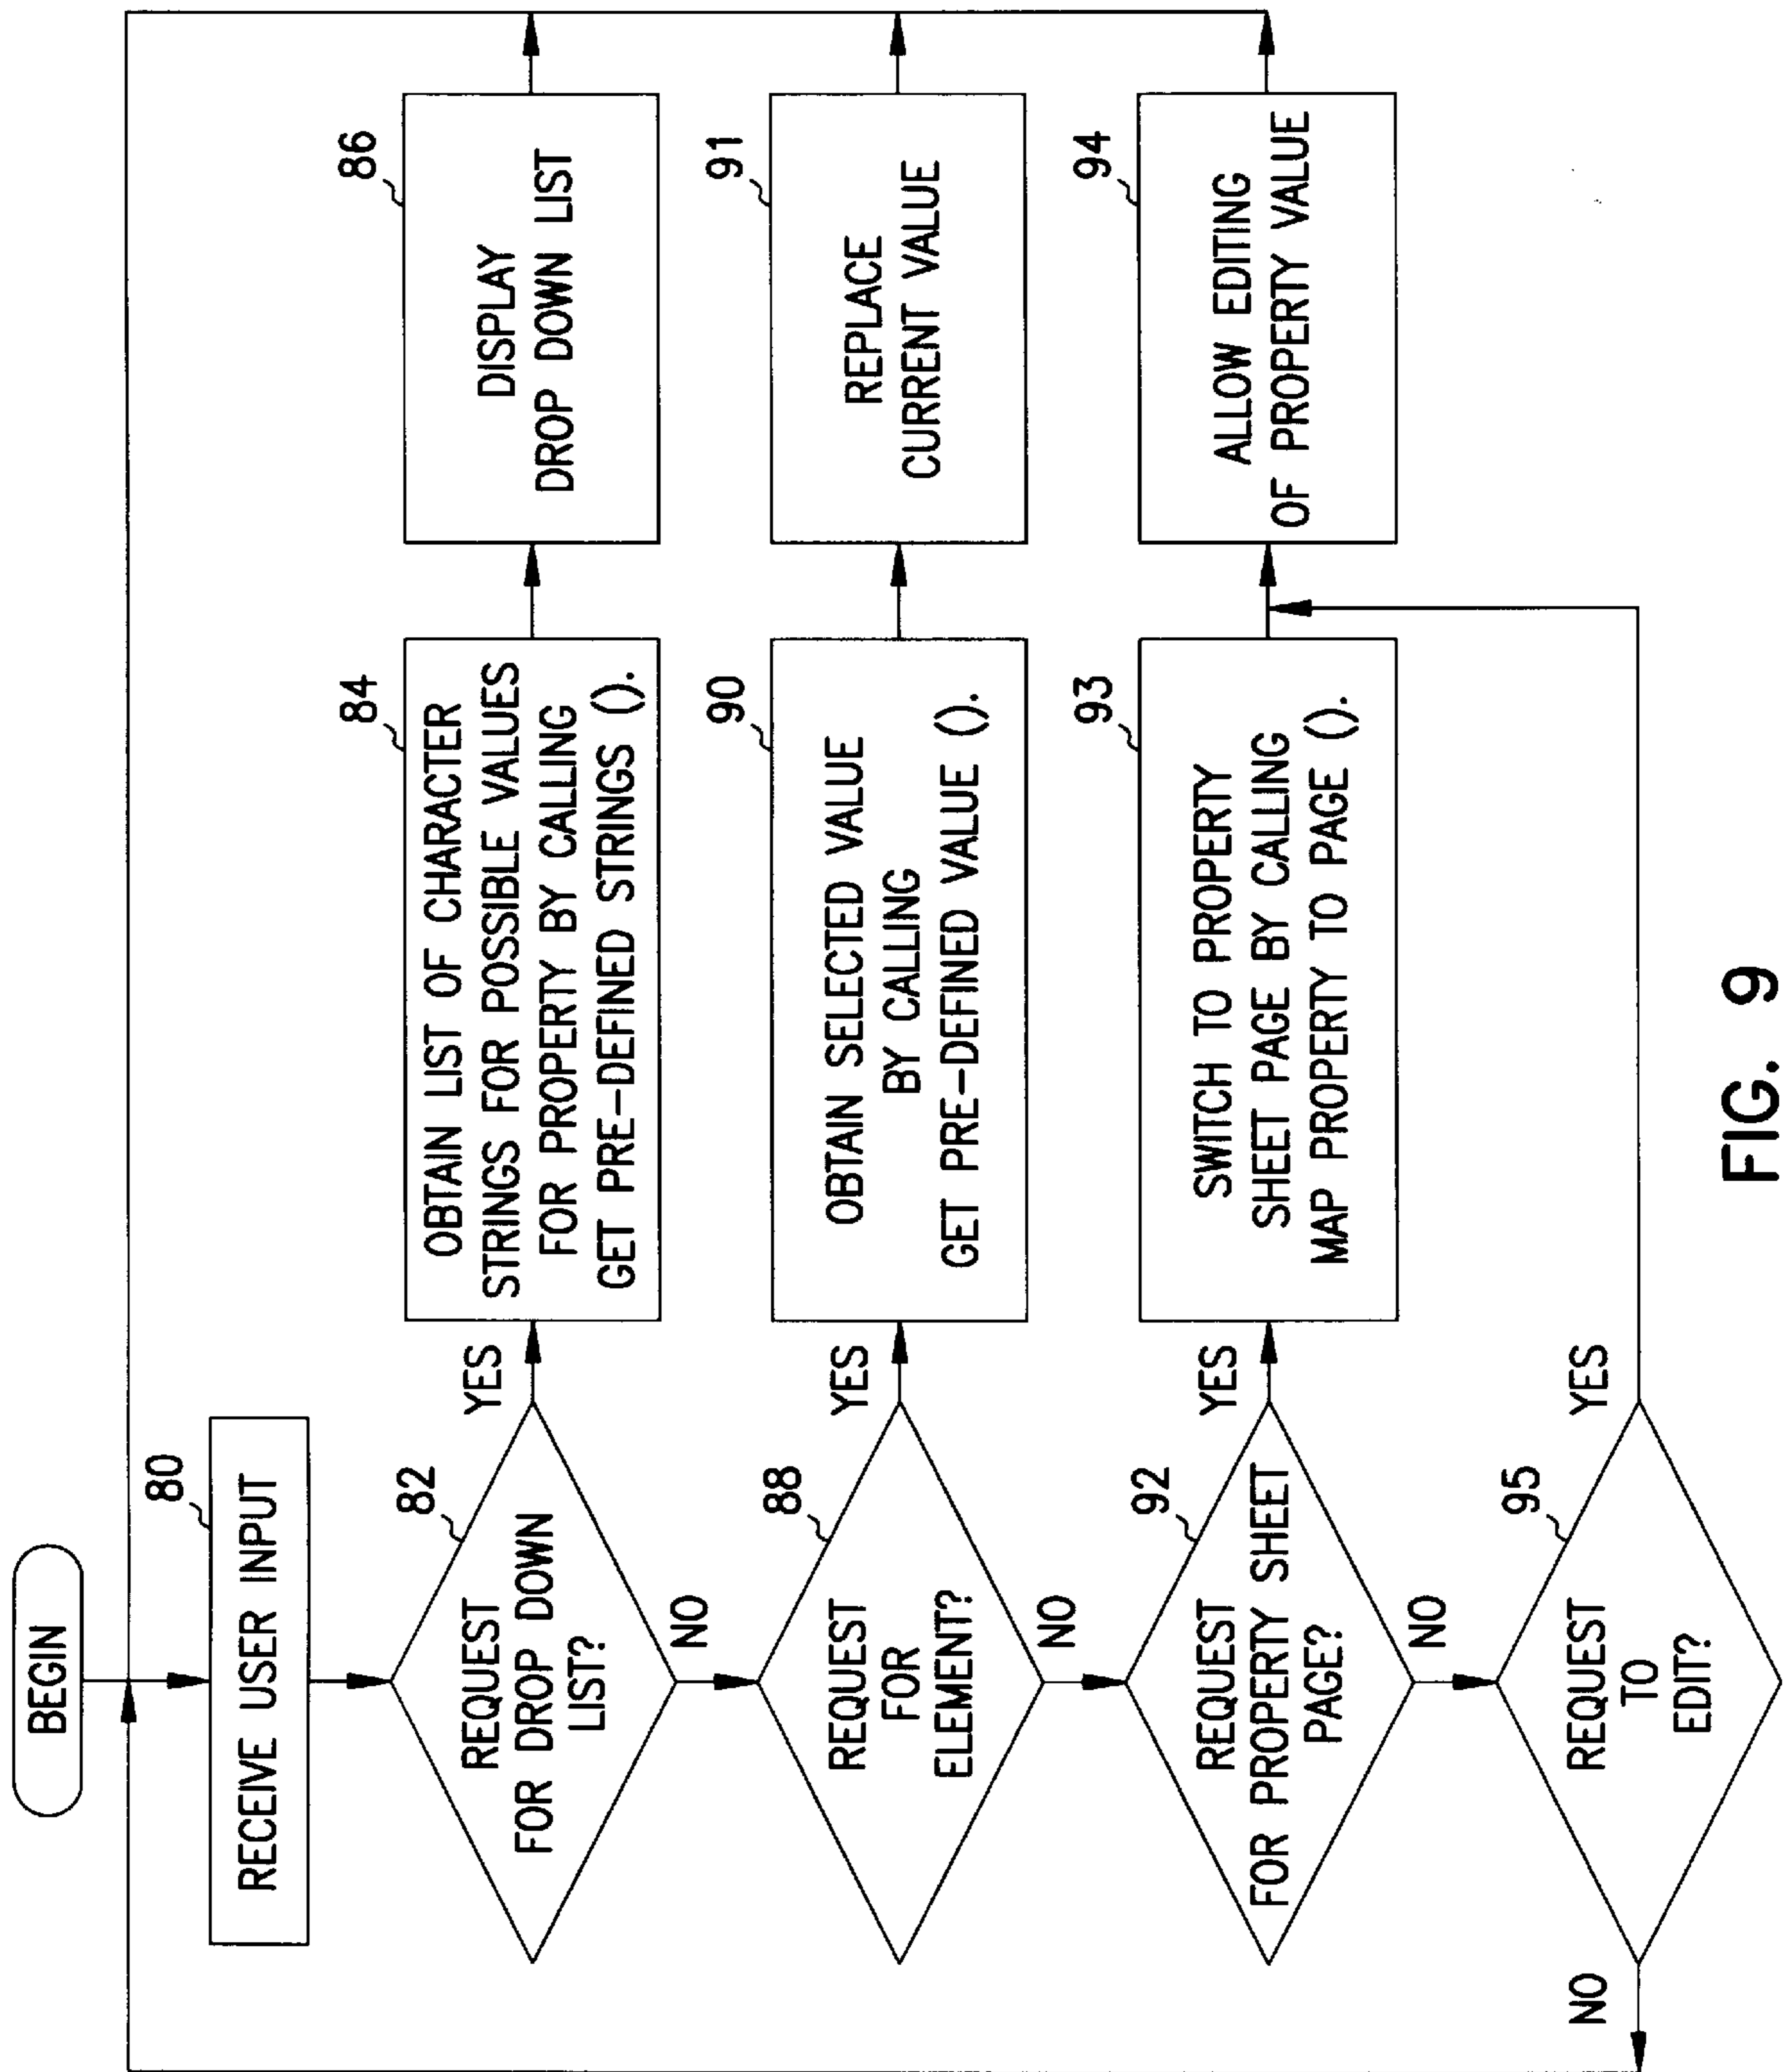 BEGIN
80
RECEIVE USER INPUT
82
REQUEST
FOR DROP DOWN
LIST?
YES
NO
84
OBTAIN LIST OF CHARACTER
STRINGS FOR POSSIBLE VALUES
FOR PROPERTY BY CALLING
GET PRE-DEFINED STRINGS ().
86
DISPLAY
DROP DOWN LIST
88
REQUEST
FOR
ELEMENT?
YES
NO
90
OBTAIN SELECTED VALUE
BY CALLING
GET PRE-DEFINED VALUE ().
91
REPLACE
CURRENT VALUE
92
REQUEST
FOR PROPERTY SHEET
PAGE?
YES
NO
93
SWITCH TO PROPERTY
SHEET PAGE BY CALLING
MAP PROPERTY TO PAGE ().
94
ALLOW EDITING
OF PROPERTY VALUE
95
REQUEST
TO
EDIT?
YES
NO
FIG. 9